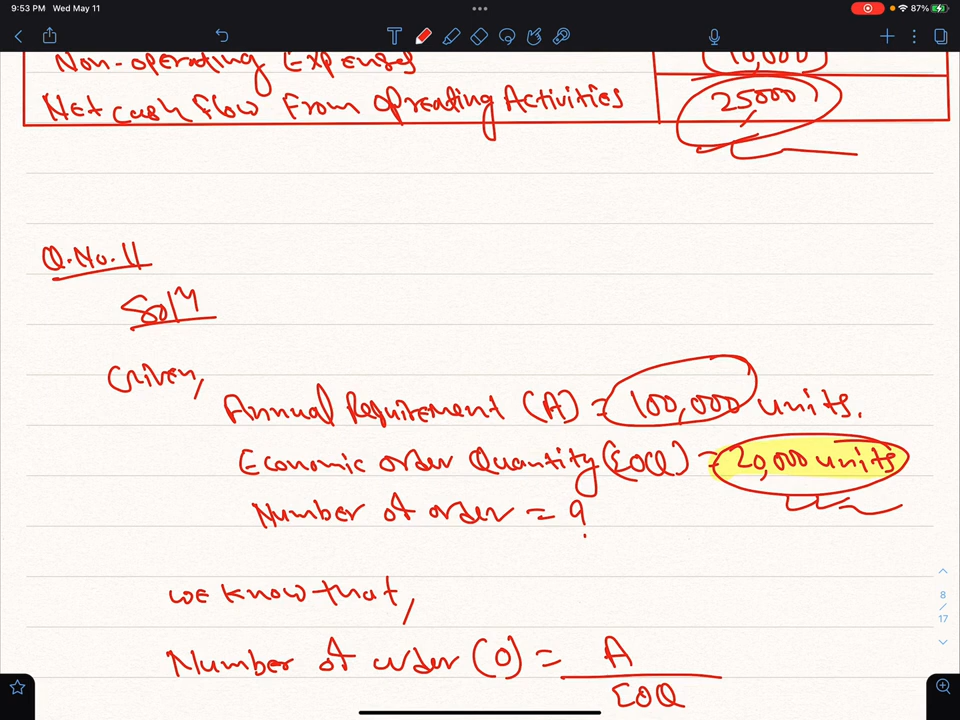 9:53 PM Wed May 11
87%
Non-operating Expenses 10,000
Net cash flow From Opreading Activities 25000
Q.No. 11
Solⁿ
Given,
Annual Requirement (A) = 100,000 units.
Economic order Quantity (EOQ) = 20,000 units
Number of order = ?
we know that,
Number of order (O) = A
EOQ
8
/
17